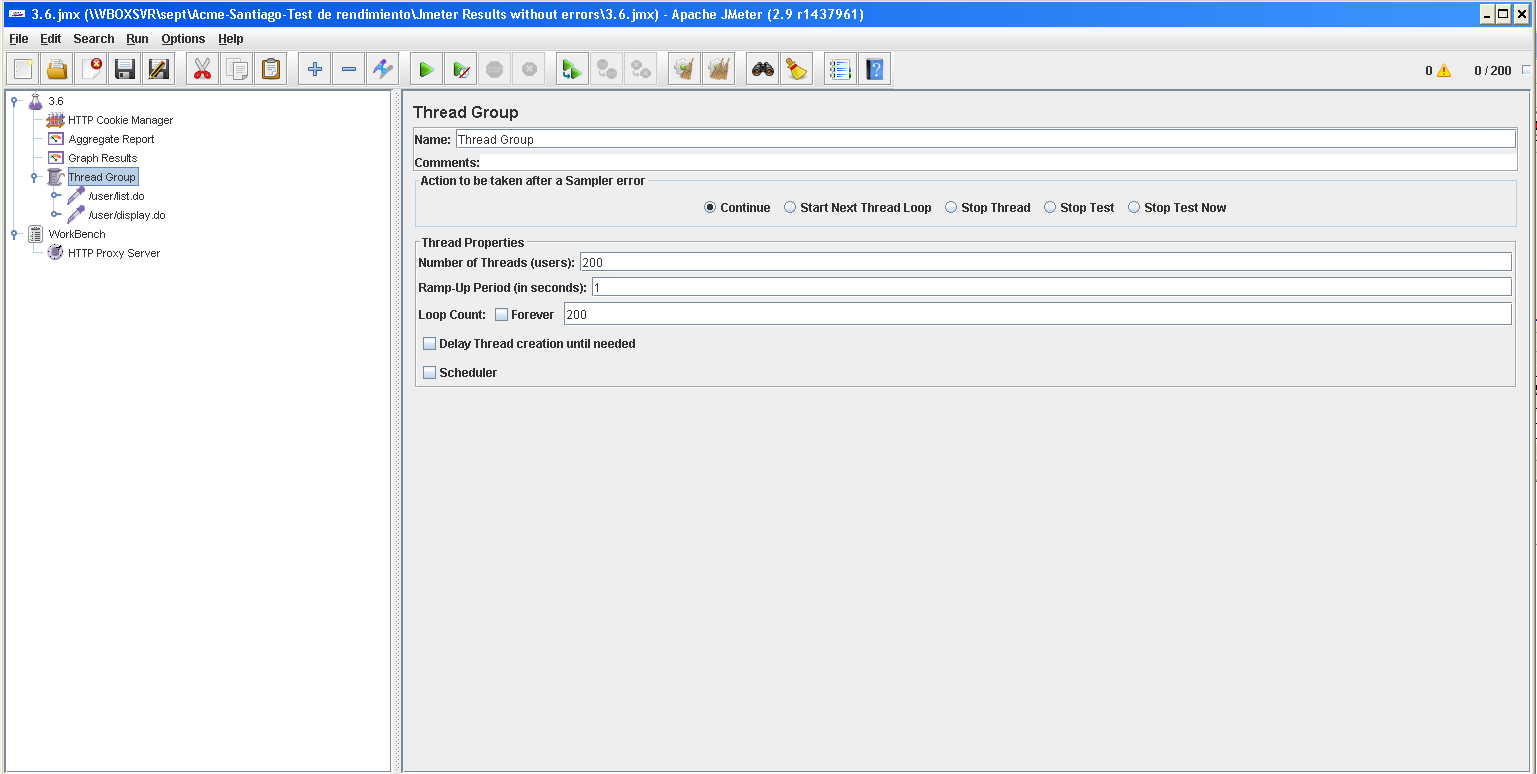 3.6.jmx (\\VBOXSVR\sept\Acme-Santiago-Test de rendimiento\Jmeter Results without errors\3.6.jmx) - Apache JMeter (2.9 r1437961)
File Edit Search Run Options Help
0 0 / 200
3.6
HTTP Cookie Manager
Aggregate Report
Graph Results
Thread Group
/user/list.do
/user/display.do
WorkBench
HTTP Proxy Server
Thread Group
Name: Thread Group
Comments:
Action to be taken after a Sampler error
Continue Start Next Thread Loop Stop Thread Stop Test Stop Test Now
Thread Properties
Number of Threads (users): 200
Ramp-Up Period (in seconds): 1
Loop Count: Forever 200
Delay Thread creation until needed
Scheduler